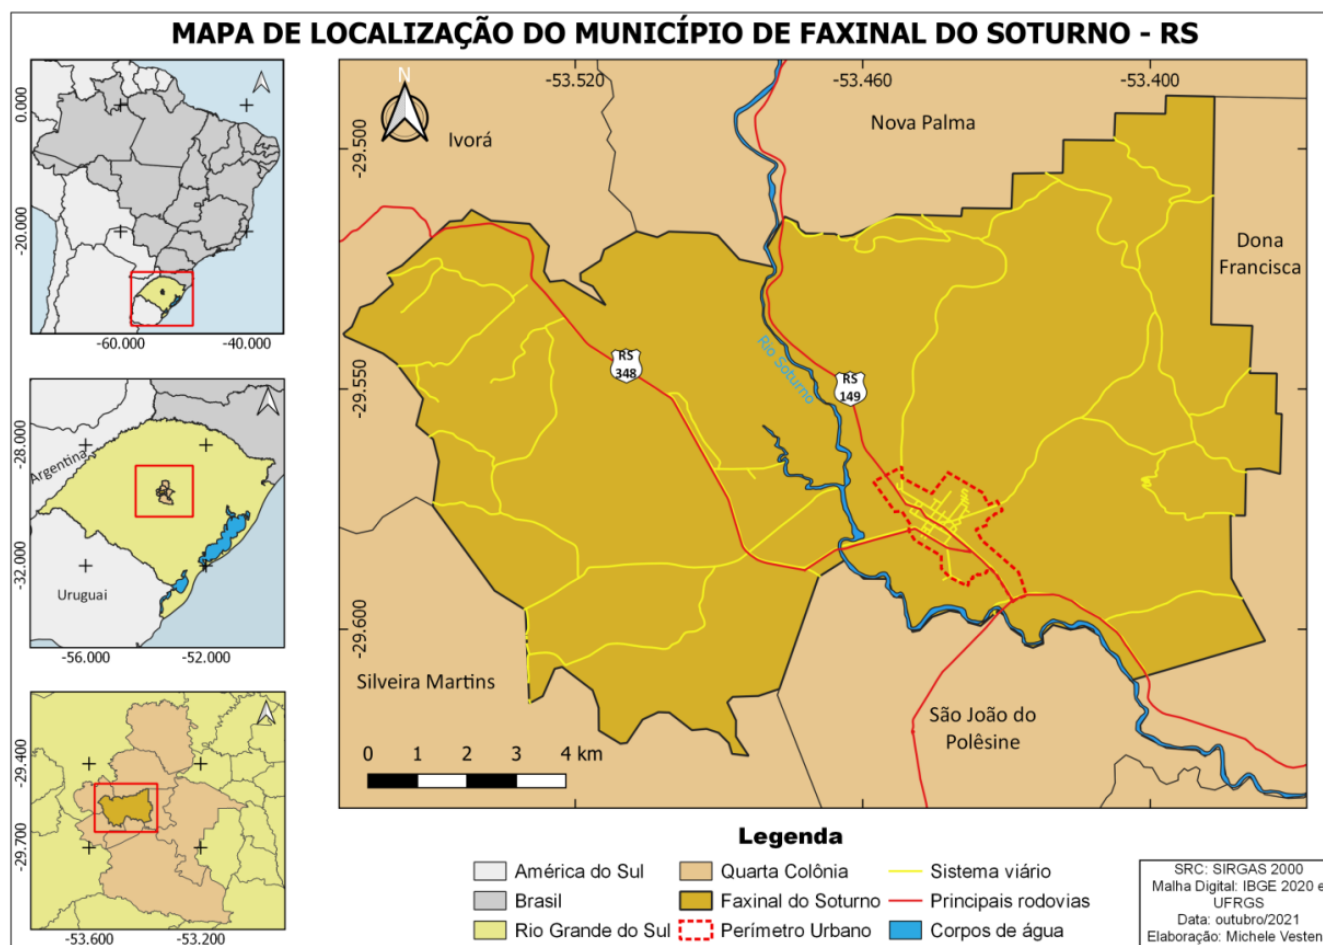 MAPA DE LOCALIZAÇÃO DO MUNICÍPIO DE FAXINAL DO SOTURNO - RS
0.000
-20.000
-60.000
-40.000
-28.000
-32.000
Argentina
Uruguai
-56.000
-52.000
-29.400
-29.700
-53.600
-53.200
-53.520
-53.460
-53.400
-29.500
-29.550
-29.600
N
Ivorá
Nova Palma
Dona
Francisca
RS
348
Rio Soturno
RS
149
Silveira Martins
São João do
Polêsine
0 1 2 3 4 km
Legenda
América do Sul
Brasil
Rio Grande do Sul
Quarta Colônia
Faxinal do Soturno
Perímetro Urbano
Sistema viário
Principais rodovias
Corpos de água
SRC: SIRGAS 2000
Malha Digital: IBGE 2020 e
UFRGS
Data: outubro/2021
Elaboração: Michele Vesten